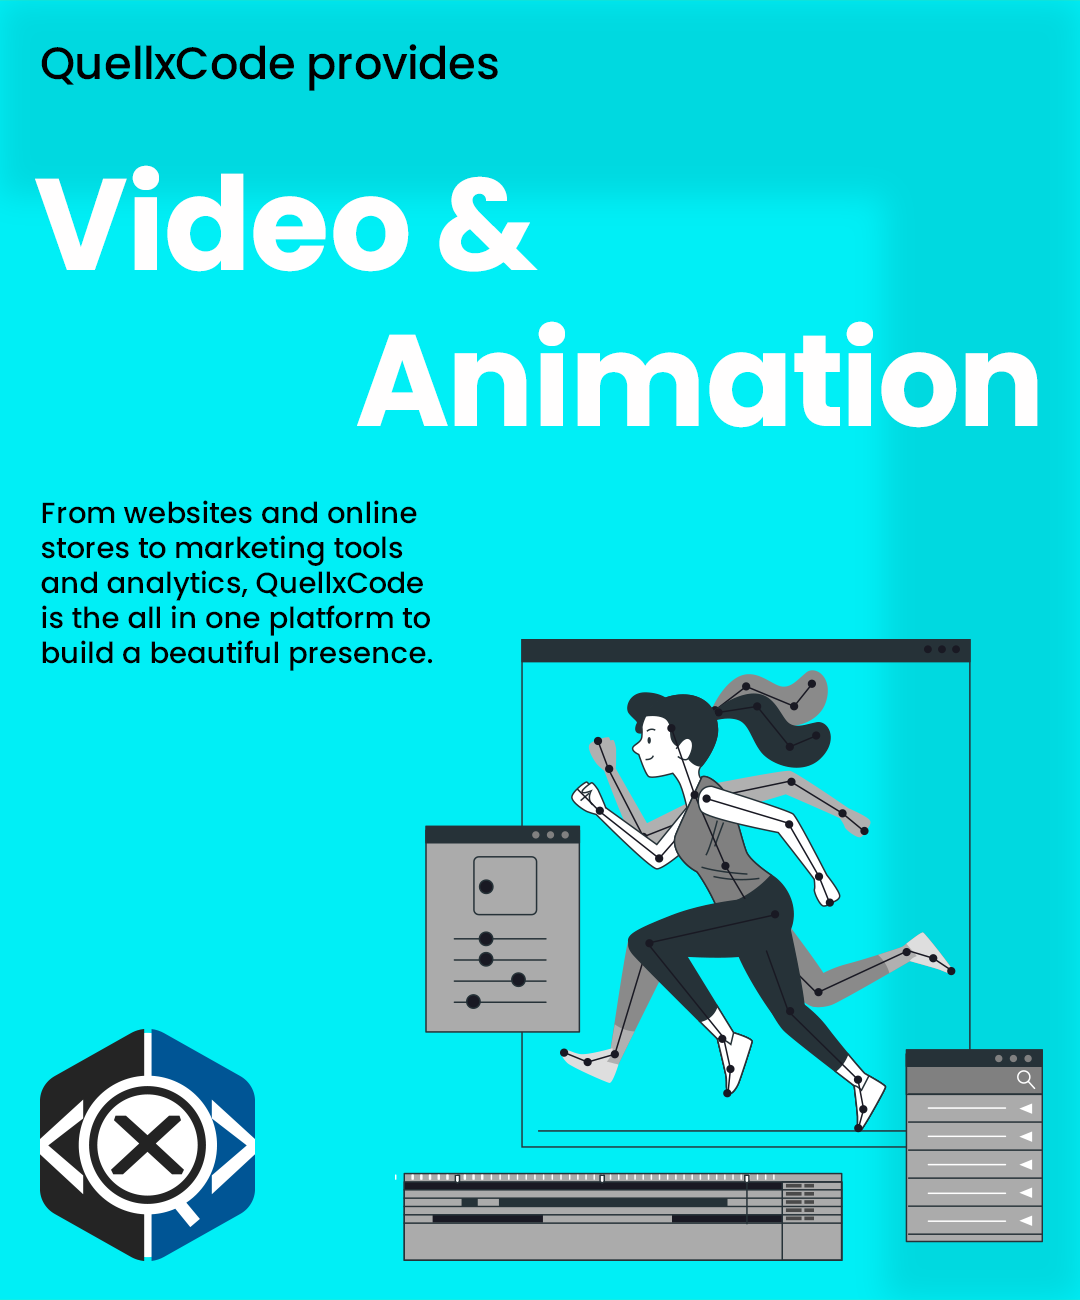 QuellxCode provides
Video &
Animation
From websites and online
stores to marketing tools
and analytics, QuellxCode
is the all in one platform to
build a beautiful presence.